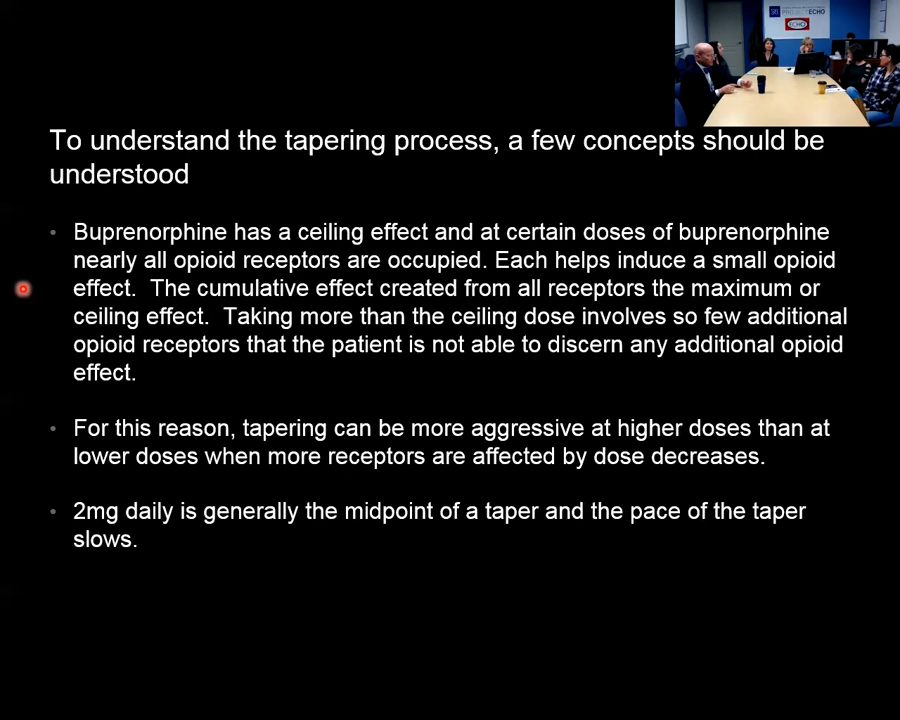 PROJECT ECHO
ECHO
To understand the tapering process, a few concepts should be
understood
• Buprenorphine has a ceiling effect and at certain doses of buprenorphine
nearly all opioid receptors are occupied. Each helps induce a small opioid
effect.  The cumulative effect created from all receptors the maximum or
ceiling effect.  Taking more than the ceiling dose involves so few additional
opioid receptors that the patient is not able to discern any additional opioid
effect.
• For this reason, tapering can be more aggressive at higher doses than at
lower doses when more receptors are affected by dose decreases.
• 2mg daily is generally the midpoint of a taper and the pace of the taper
slows.